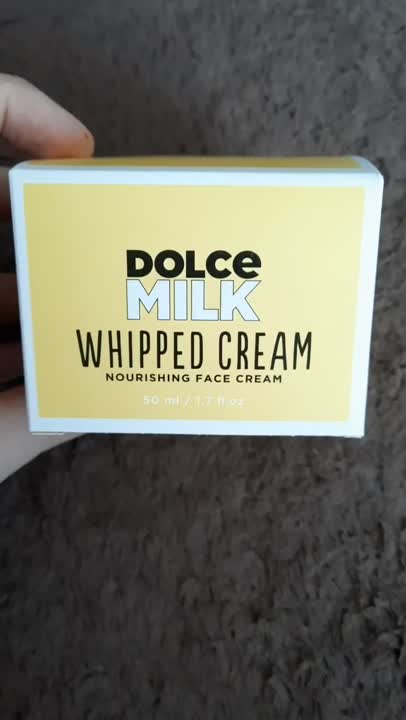 DOLCe
MILK
WHIPPED CREAM
NOURISHING FACE CREAM
50 ml / 1.7 fl.oz